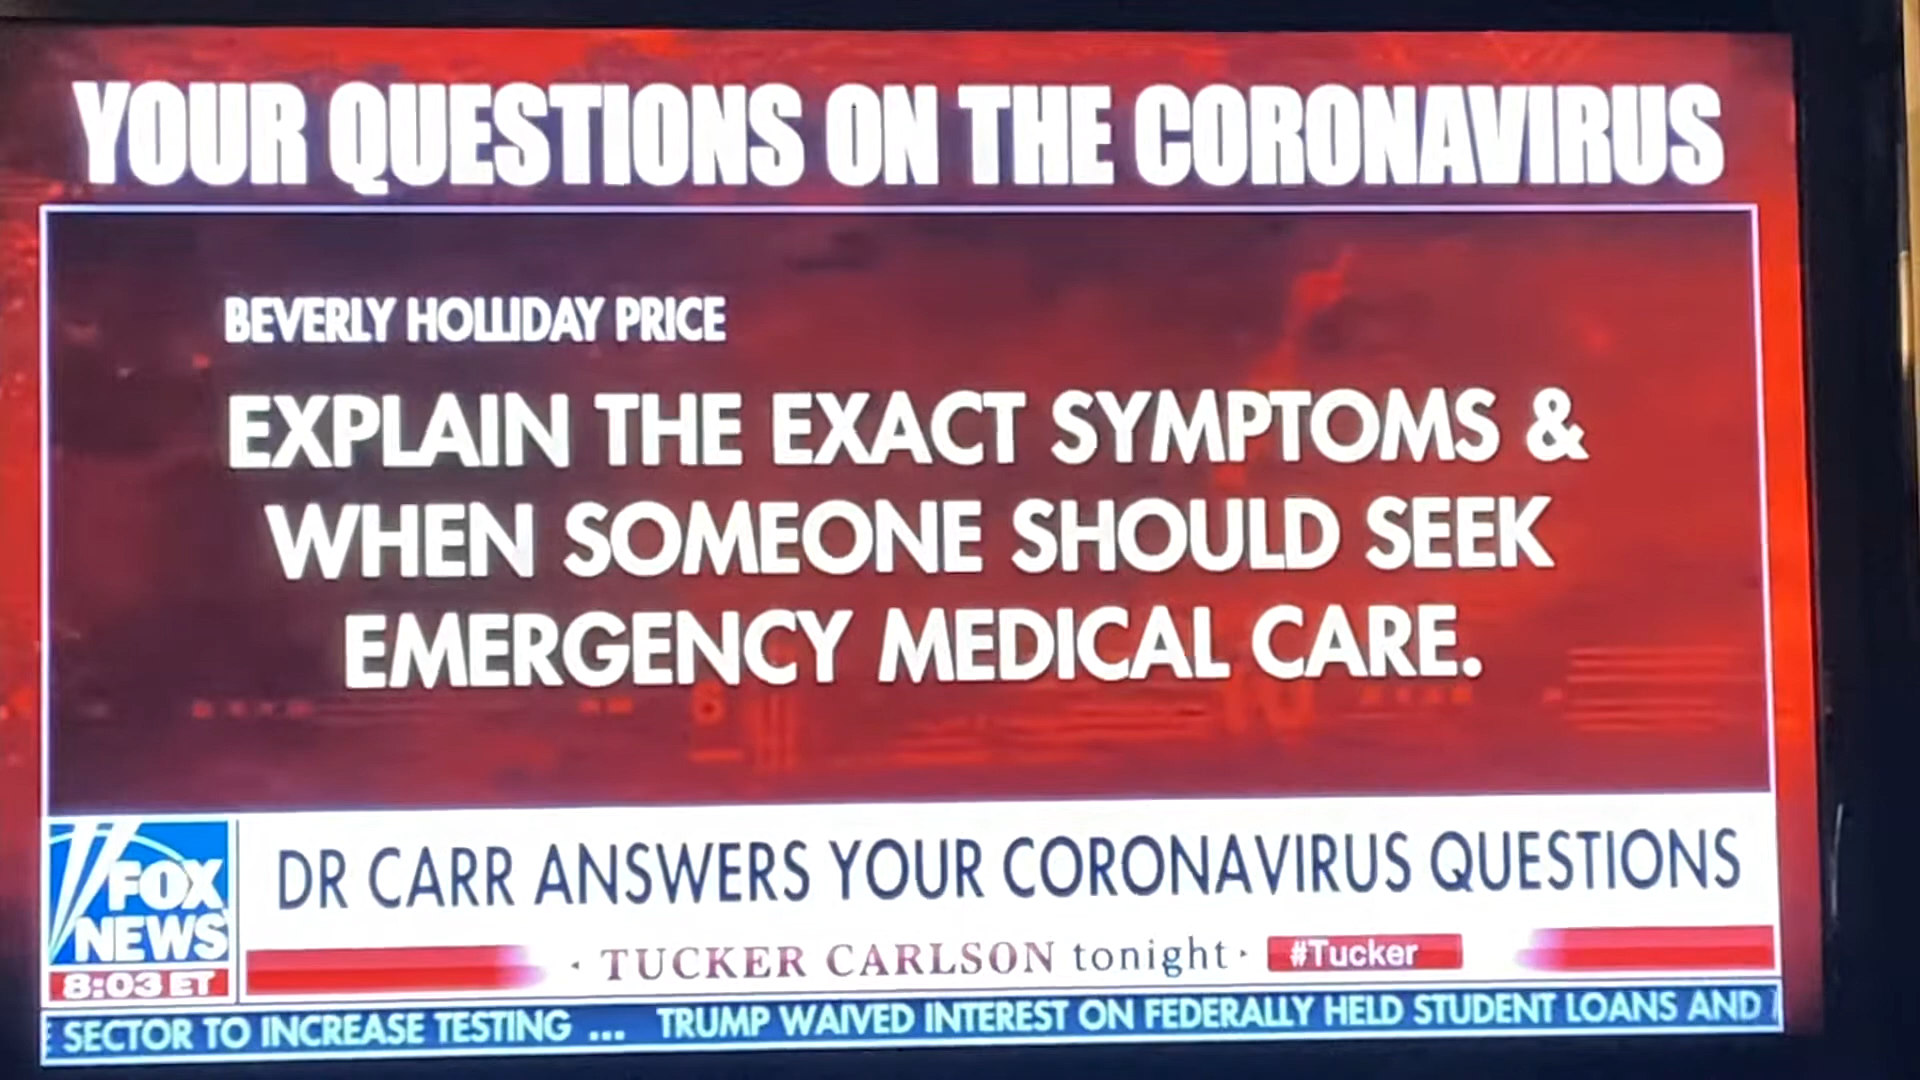 YOUR QUESTIONS ON THE CORONAVIRUS
BEVERLY HOLLIDAY PRICE
EXPLAIN THE EXACT SYMPTOMS &
WHEN SOMEONE SHOULD SEEK
EMERGENCY MEDICAL CARE.
FOX
NEWS
8:03 ET
DR CARR ANSWERS YOUR CORONAVIRUS QUESTIONS
· TUCKER CARLSON tonight · #Tucker
SECTOR TO INCREASE TESTING ... TRUMP WAIVED INTEREST ON FEDERALLY HELD STUDENT LOANS AND